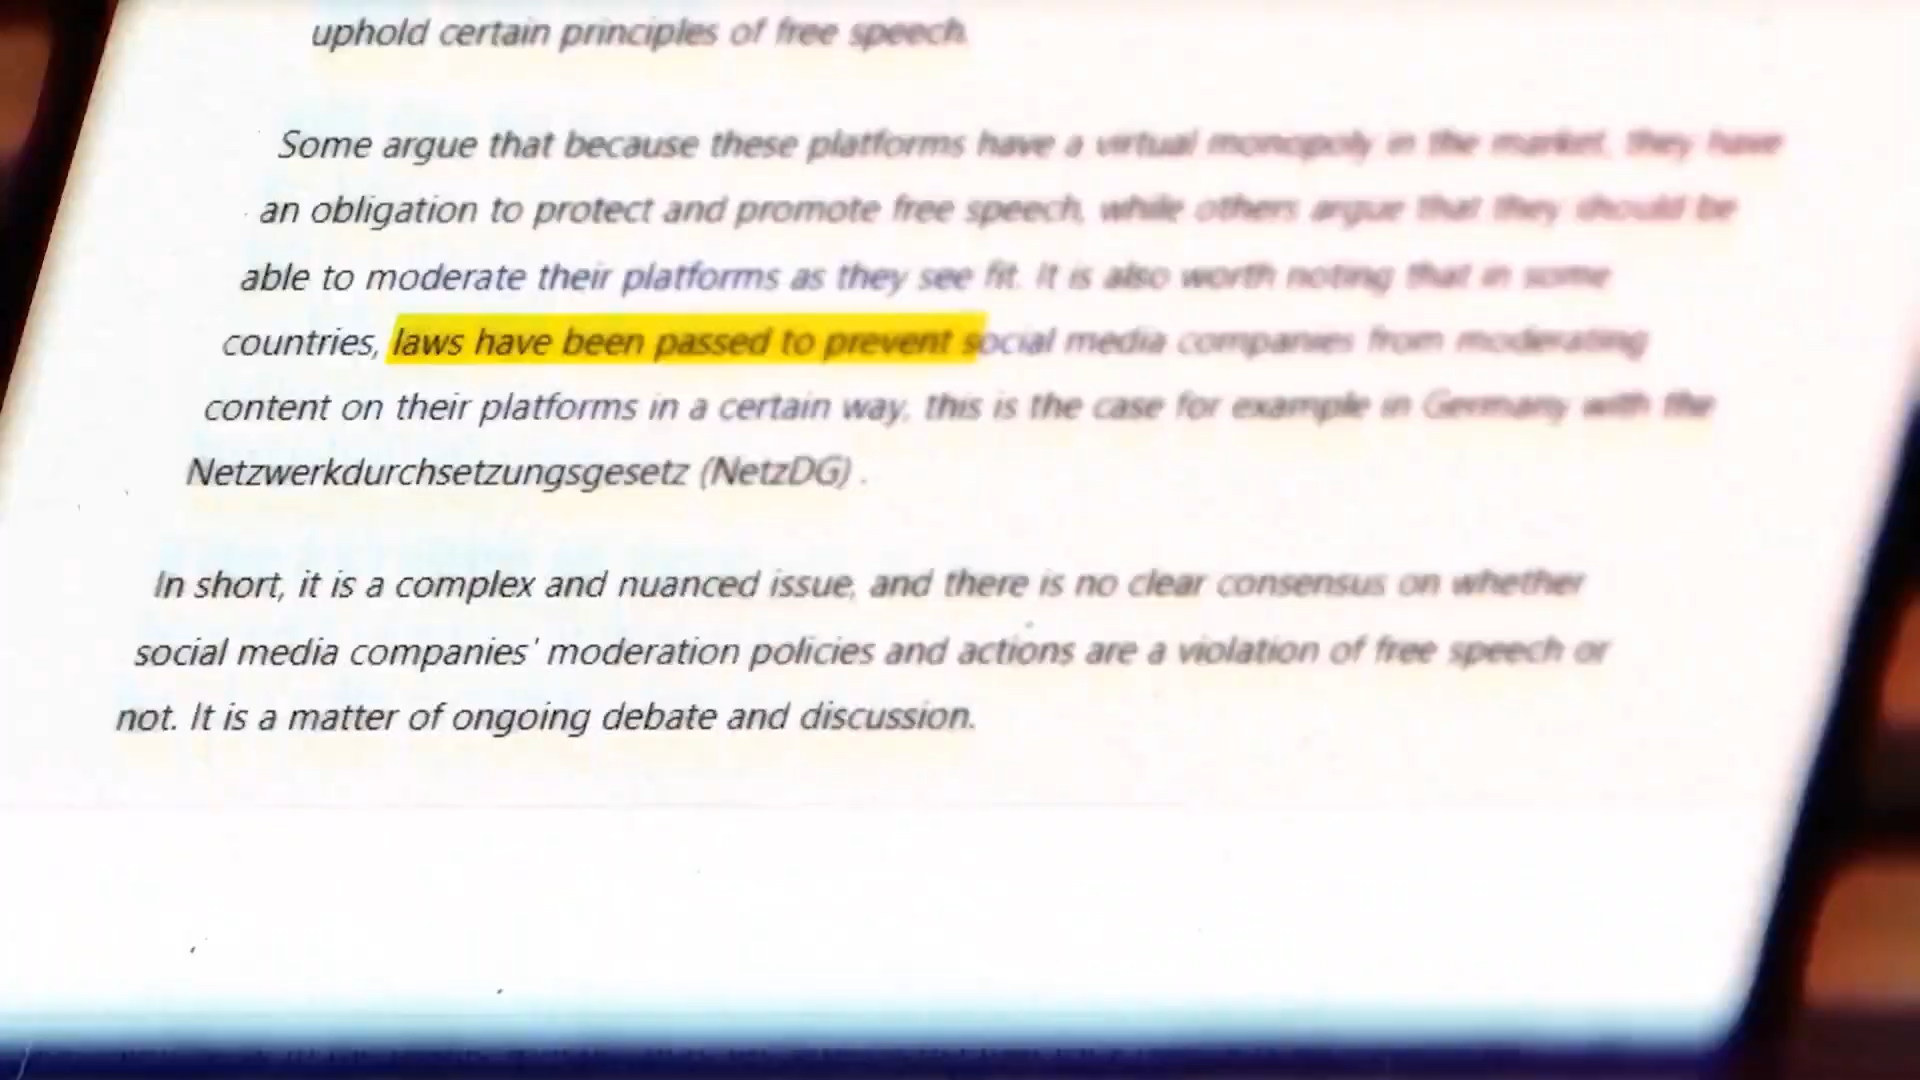 uphold certain principles of free speech.
Some argue that because these platforms have a virtual monopoly in the market, they have
an obligation to protect and promote free speech, while others argue that they should be
able to moderate their platforms as they see fit. It is also worth noting that in some
countries, laws have been passed to prevent social media companies from moderating
content on their platforms in a certain way, this is the case for example in Germany with the
Netzwerkdurchsetzungsgesetz (NetzDG) .
In short, it is a complex and nuanced issue, and there is no clear consensus on whether
social media companies' moderation policies and actions are a violation of free speech or
not. It is a matter of ongoing debate and discussion.